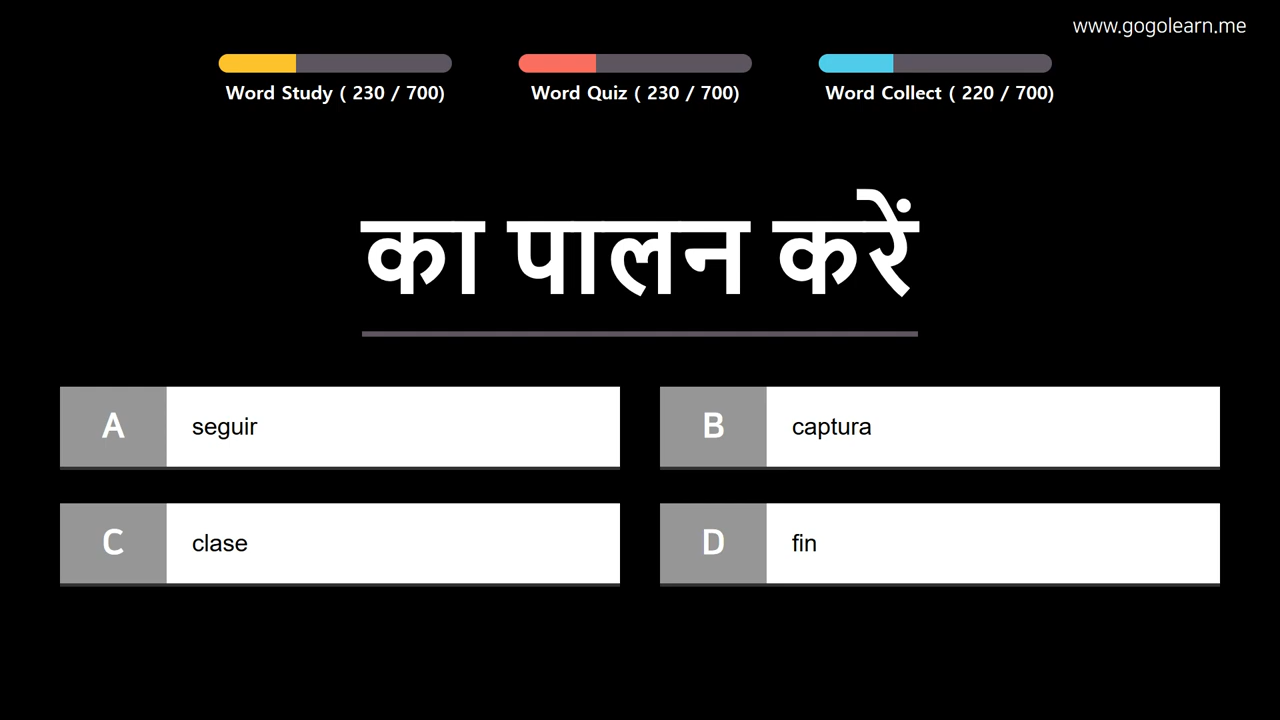 www.gogolearn.me
Word Study ( 230 / 700)
Word Quiz ( 230 / 700)
Word Collect ( 220 / 700)
का पालन करें
A seguir
B captura
C clase
D fin